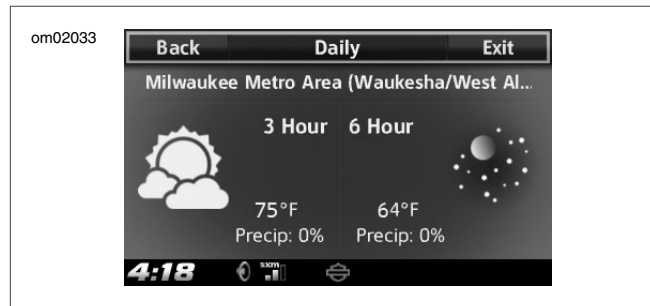 om02033
Back Daily Exit
Milwaukee Metro Area (Waukesha/West Al...
3 Hour 6 Hour
75°F 64°F
Precip: 0% Precip: 0%
4:18 sxm